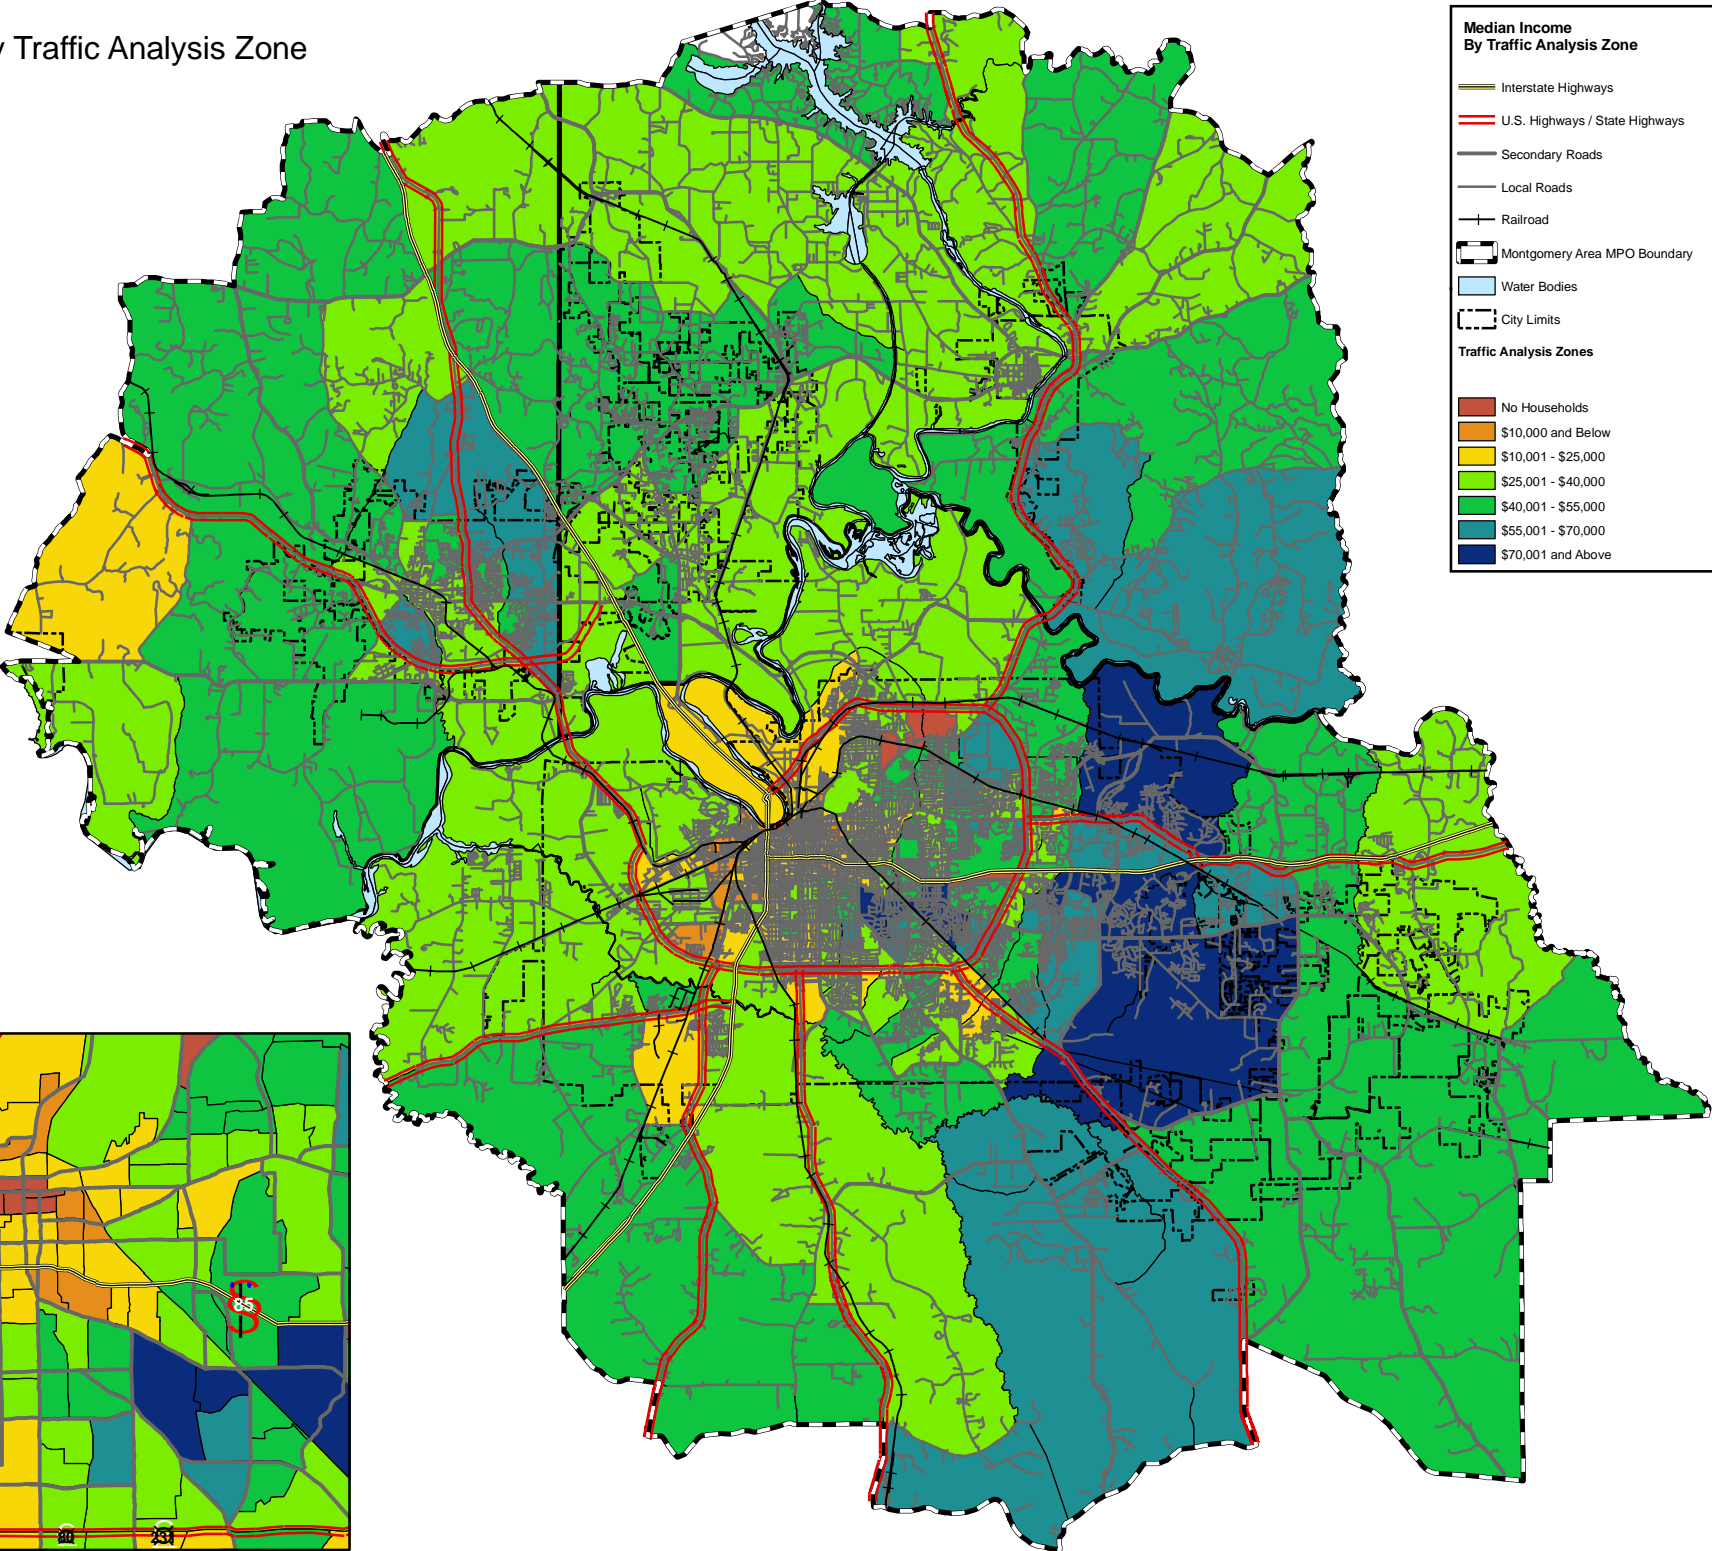 y Traffic Analysis Zone
Median Income
By Traffic Analysis Zone
Interstate Highways
U.S. Highways / State Highways
Secondary Roads
Local Roads
Railroad
Montgomery Area MPO Boundary
Water Bodies
City Limits
Traffic Analysis Zones
No Households
$10,000 and Below
$10,001 - $25,000
$25,001 - $40,000
$40,001 - $55,000
$55,001 - $70,000
$70,001 and Above
85
80
231